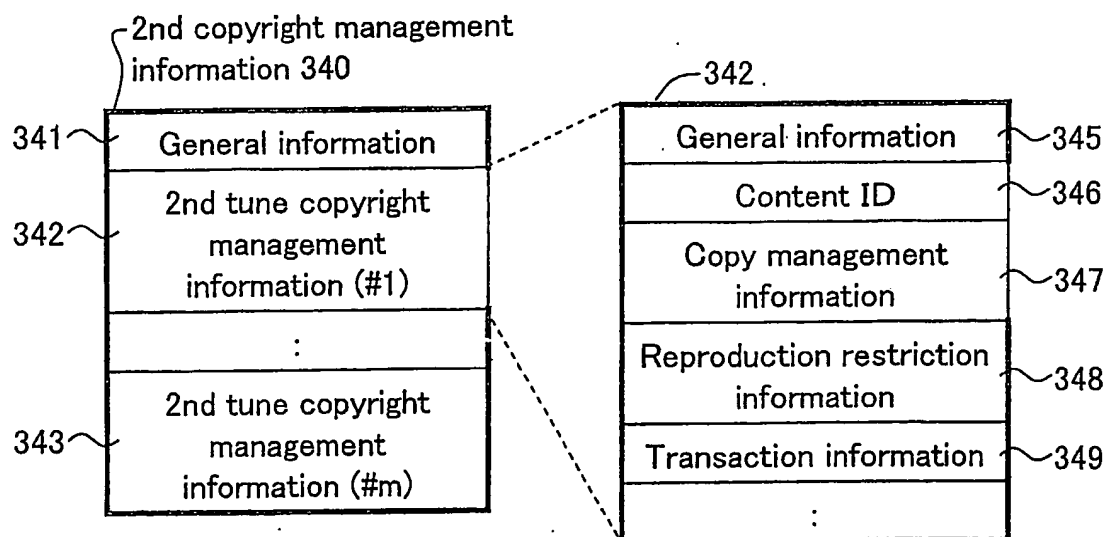 2nd copyright management
information 340
341
General information
342
2nd tune copyright
management
information (#1)
:
343
2nd tune copyright
management
information (#m)
342
General information
345
Content ID
346
Copy management
information
347
Reproduction restriction
information
348
Transaction information
349
: